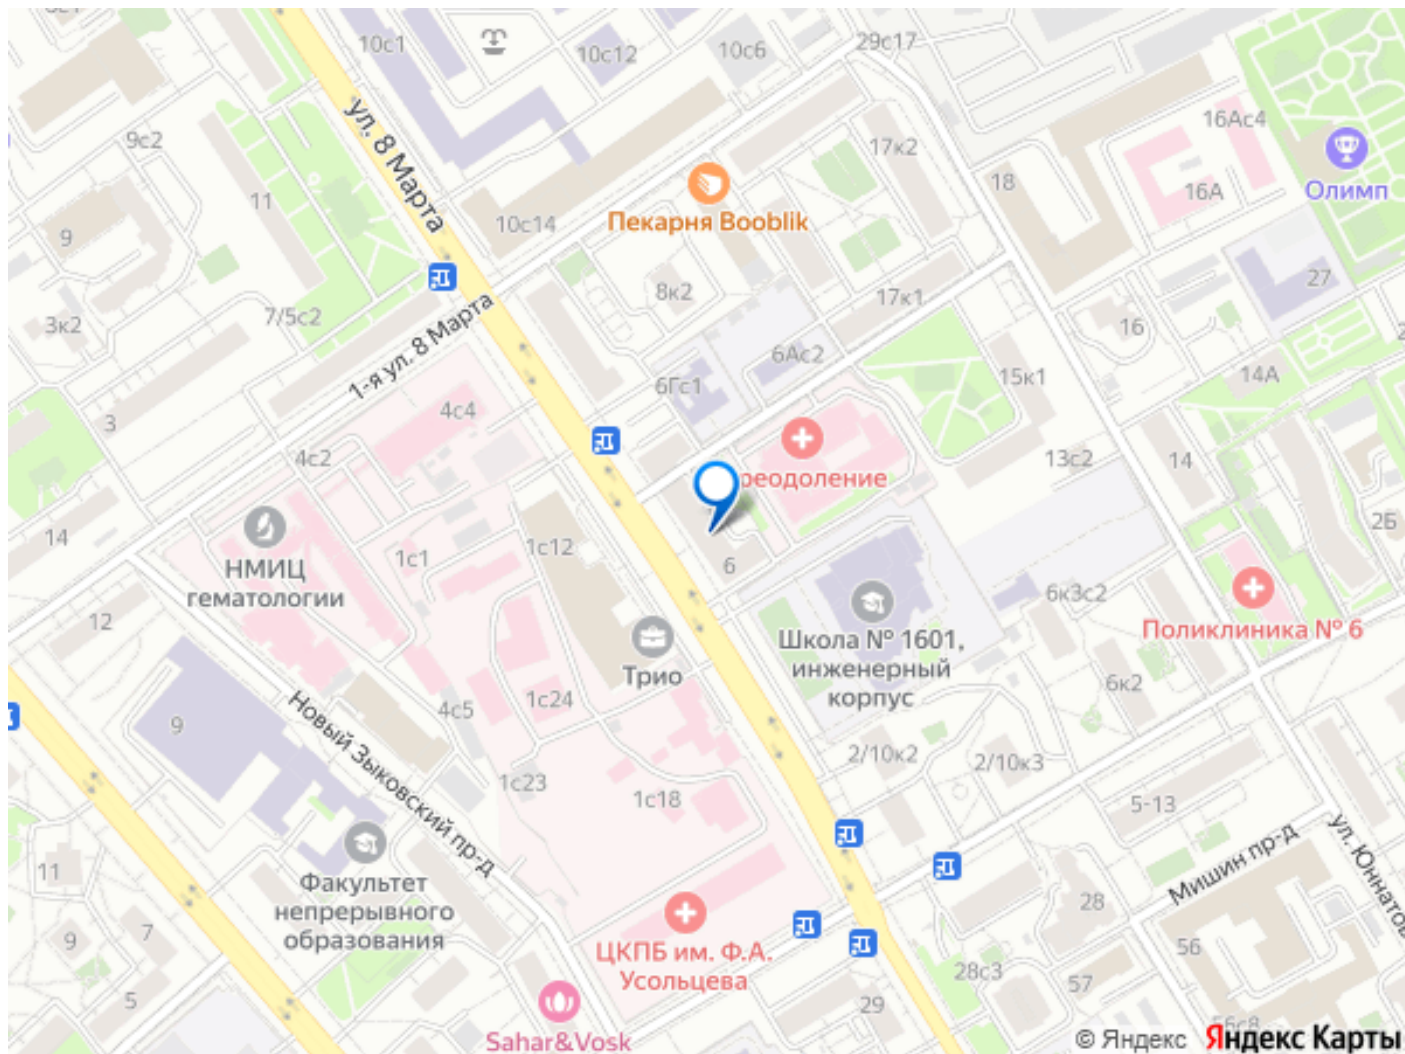 10с1
10с12
10с6
29с17
ул. 8 Марта
9с2
11
17к2
16Ас4
18
16А
Олимп
Пекарня Booblik
10с14
9
8к2
17к1
27
3к2
7/5с2
1-я ул. 8 Марта
6Ас2
16
6Гс1
15к1
14А
3
4с4
4с2
13с2
14
реодоление
14
НМИЦ
гематологии
1с1
1с12
6
2Б
12
Школа № 1601,
инженерный
корпус
6к3с2
Поликлиника № 6
Трио
1с24
4с5
6к2
9
Новый Зыковский пр-д
1с23
1с18
2/10к2
2/10к3
5-13
ул. Юннатов
Мишин пр-д
11
Факультет
непрерывного
образования
28
9
7
5
ЦКПБ им. Ф.А.
Усольцева
56
28с3
57
29
Sahar&Vosk
56с8
© Яндекс Яндекс Карты